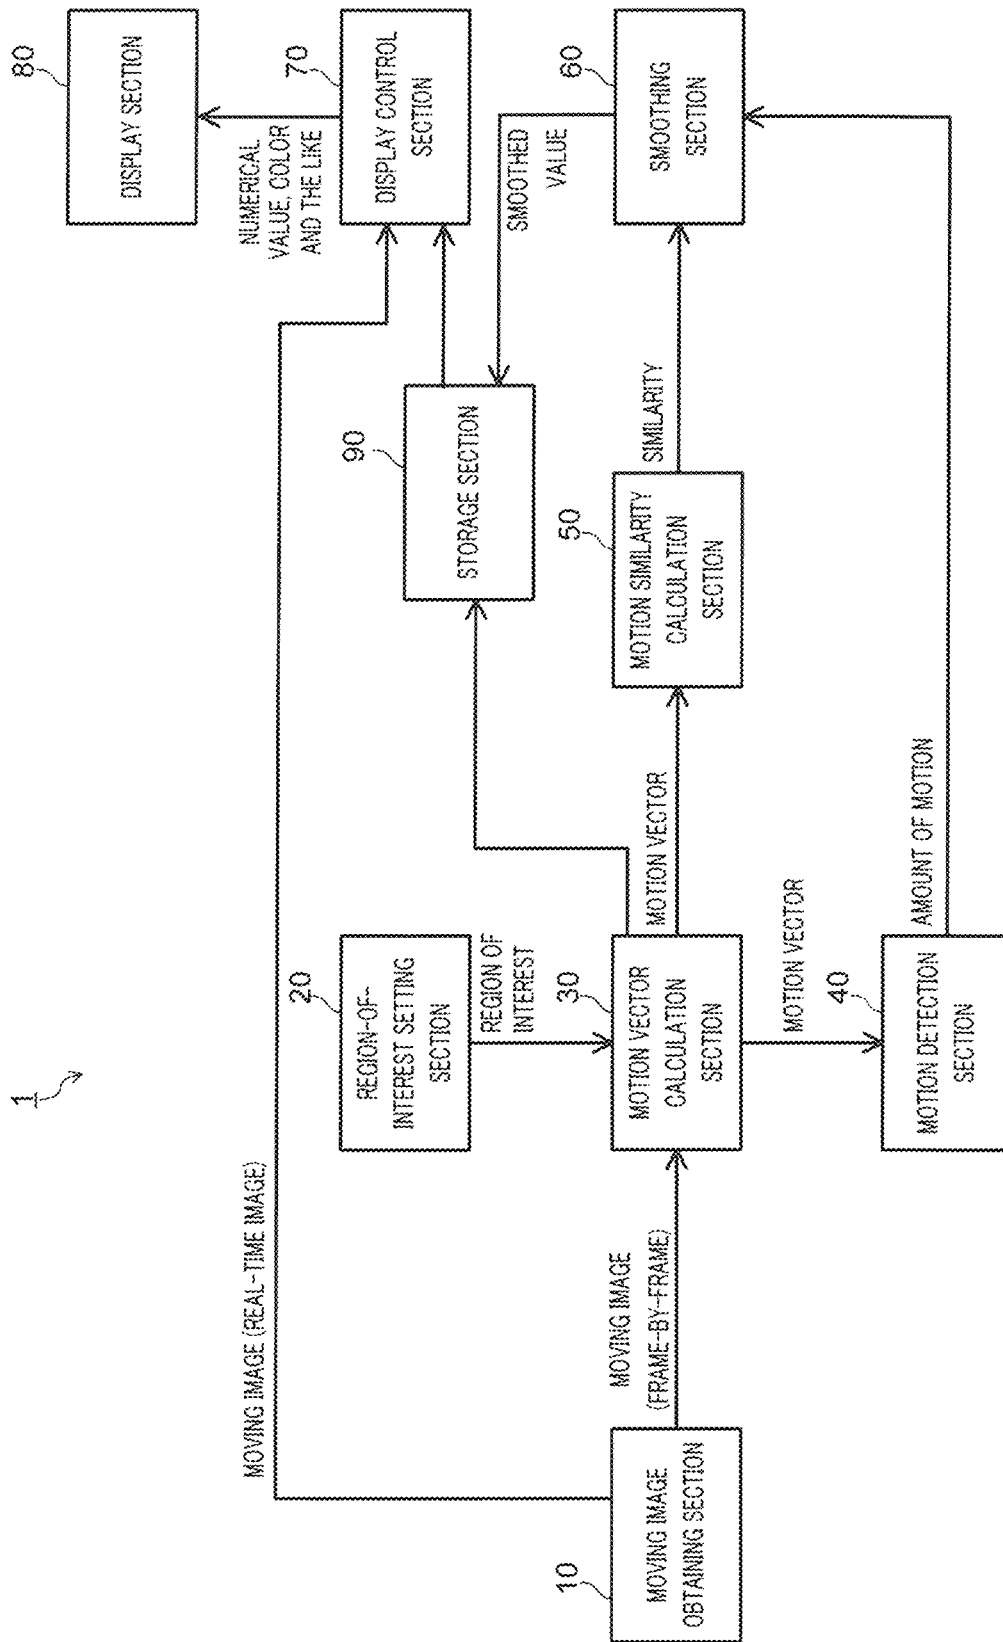 1
10
MOVING IMAGE
OBTAINING SECTION
MOVING IMAGE (REAL-TIME IMAGE)
MOVING IMAGE
(FRAME-BY-FRAME)
20
REGION-OF-
INTEREST SETTING
SECTION
REGION OF
INTEREST
30
MOTION VECTOR
CALCULATION
SECTION
MOTION VECTOR
MOTION VECTOR
40
MOTION DETECTION
SECTION
AMOUNT OF MOTION
90
STORAGE SECTION
50
MOTION SIMILARITY
CALCULATION
SECTION
SIMILARITY
80
DISPLAY SECTION
NUMERICAL
VALUE, COLOR
AND THE LIKE
70
DISPLAY CONTROL
SECTION
SMOOTHED
VALUE
60
SMOOTHING
SECTION